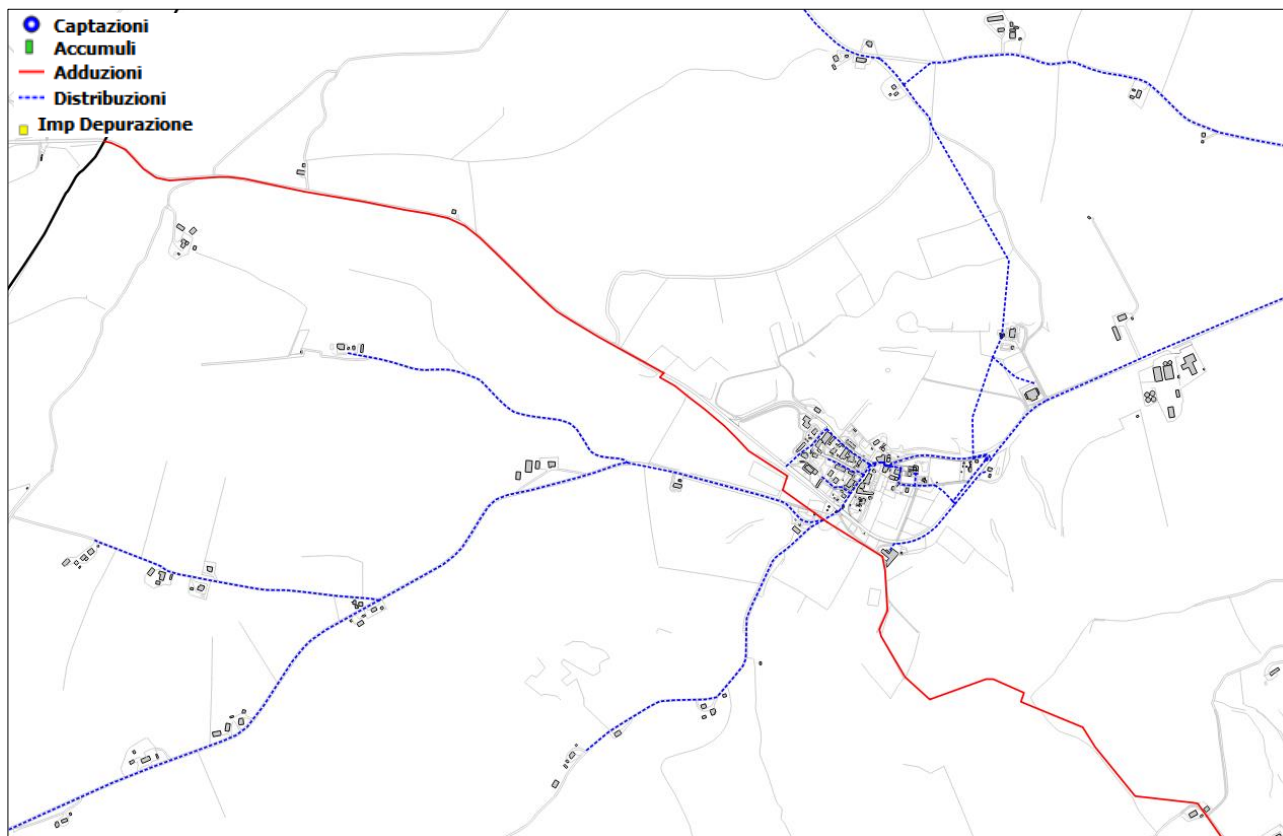 Captazioni
Accumuli
Adduzioni
Distribuzioni
Imp Depurazione